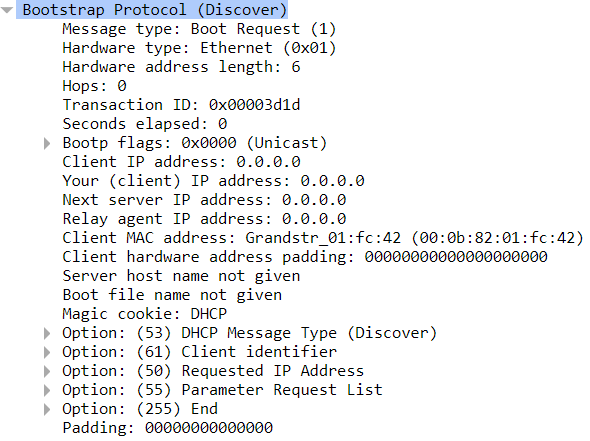 Bootstrap Protocol (Discover)
Message type: Boot Request (1)
Hardware type: Ethernet (0x01)
Hardware address length: 6
Hops: 0
Transaction ID: 0x00003d1d
Seconds elapsed: 0
Bootp flags: 0x0000 (Unicast)
Client IP address: 0.0.0.0
Your (client) IP address: 0.0.0.0
Next server IP address: 0.0.0.0
Relay agent IP address: 0.0.0.0
Client MAC address: Grandstr_01:fc:42 (00:0b:82:01:fc:42)
Client hardware address padding: 00000000000000000000
Server host name not given
Boot file name not given
Magic cookie: DHCP
Option: (53) DHCP Message Type (Discover)
Option: (61) Client identifier
Option: (50) Requested IP Address
Option: (55) Parameter Request List
Option: (255) End
Padding: 00000000000000